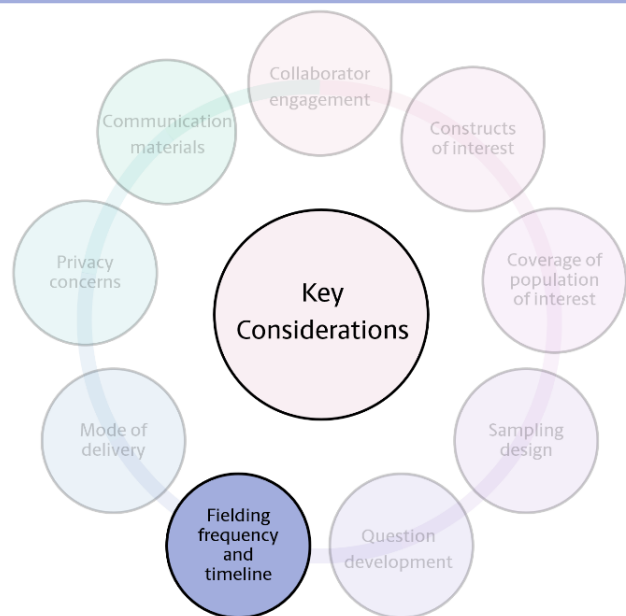 Collaborator
engagement
Constructs
of interest
Coverage of
population
of interest
Sampling
design
Question
development
Fielding
frequency
and
timeline
Mode of
delivery
Privacy
concerns
Communication
materials
Key
Considerations